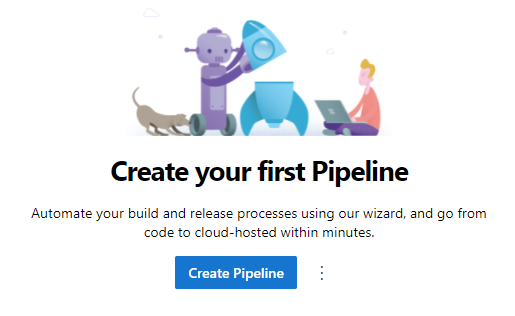 Create your first Pipeline
Automate your build and release processes using our wizard, and go from
code to cloud-hosted within minutes.
Create Pipeline